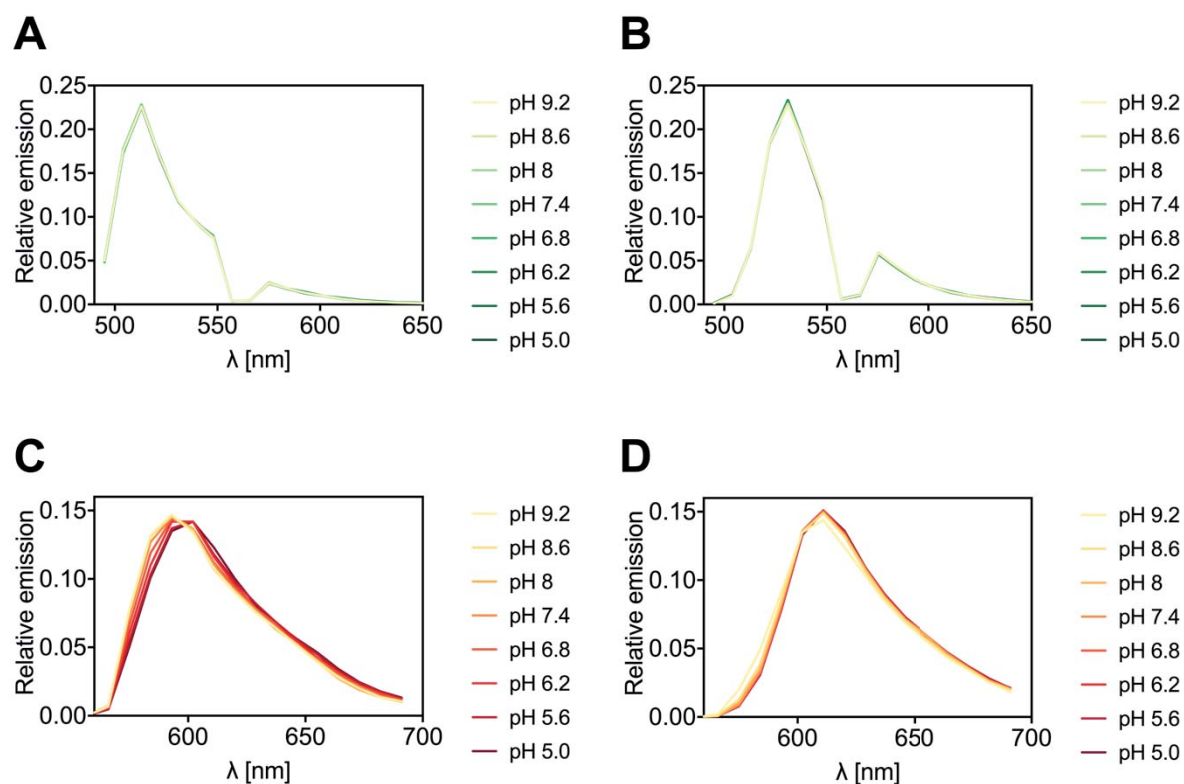 A
Relative emission
0.25
0.20
0.15
0.10
0.05
0.00
500
550
600
650
λ [nm]
pH 9.2
pH 8.6
pH 8
pH 7.4
pH 6.8
pH 6.2
pH 5.6
pH 5.0
B
Relative emission
0.25
0.20
0.15
0.10
0.05
0.00
500
550
600
650
λ [nm]
pH 9.2
pH 8.6
pH 8
pH 7.4
pH 6.8
pH 6.2
pH 5.6
pH 5.0
C
Relative emission
0.15
0.10
0.05
0.00
600
650
700
λ [nm]
pH 9.2
pH 8.6
pH 8
pH 7.4
pH 6.8
pH 6.2
pH 5.6
pH 5.0
D
Relative emission
0.15
0.10
0.05
0.00
600
650
700
λ [nm]
pH 9.2
pH 8.6
pH 8
pH 7.4
pH 6.8
pH 6.2
pH 5.6
pH 5.0